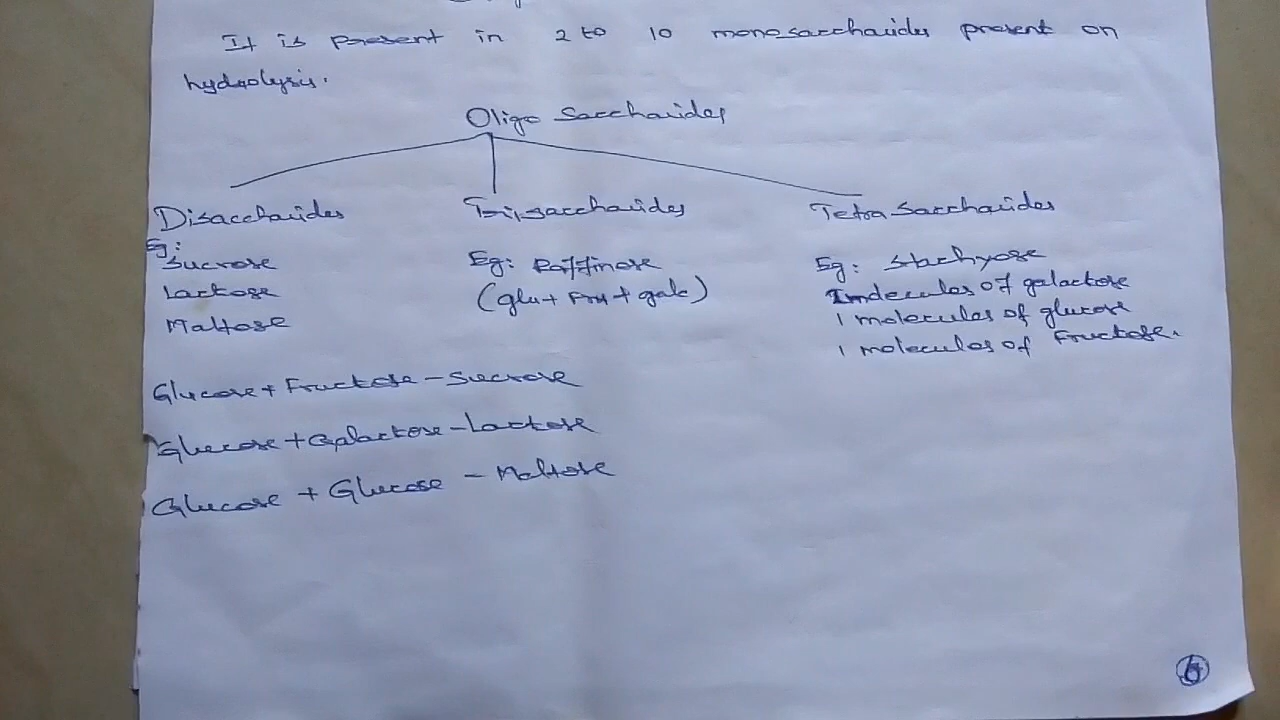 It is present in 2 to 10 monosaccharides present on
hydrolysis.
Oligo Saccharides
Disaccharides
Eg:
Sucrose
Lactose
Maltose
Trisaccharides
Eg: Raffinose
(glu + Fru + gala)
Tetra Saccharides
Eg: Stachyose
molecules of galactose
1 molecules of glucose
1 molecules of Fructose.
Glucose + Fructose - Sucrose
Glucose + Galactose - Lactose
Glucose + Glucose - Maltose
6